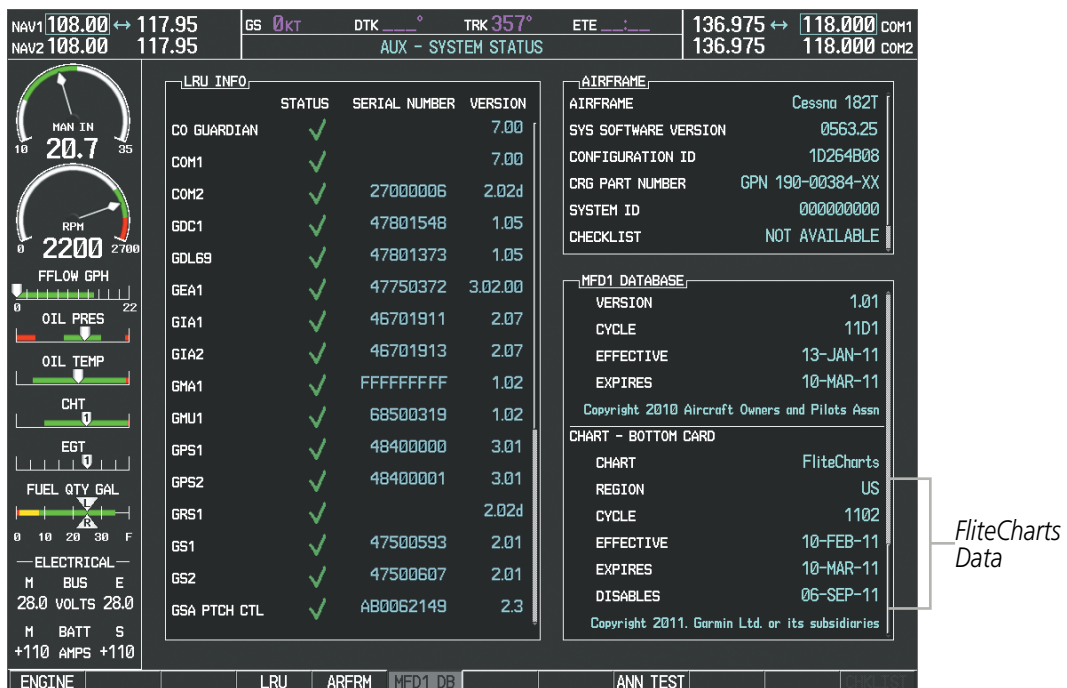 NAV1 108.00 ↔ 117.95
NAV2 108.00 117.95
GS 0KT DTK ___° TRK 357° ETE __:__
AUX - SYSTEM STATUS
136.975 ↔ 118.000 COM1
136.975 118.000 COM2
MAN IN
20.7
10 35
RPM
2200
0 2700
FFLOW GPH
0 22
OIL PRES
OIL TEMP
CHT
1
EGT
1
FUEL QTY GAL
L
R
0 10 20 30 F
ELECTRICAL
M BUS E
28.0 VOLTS 28.0
M BATT S
+110 AMPS +110
LRU INFO
STATUS SERIAL NUMBER VERSION
CO GUARDIAN ✓ 7.00
COM1 ✓ 7.00
COM2 ✓ 27000006 2.02d
GDC1 ✓ 47801548 1.05
GDL69 ✓ 47801373 1.05
GEA1 ✓ 47750372 3.02.00
GIA1 ✓ 46701911 2.07
GIA2 ✓ 46701913 2.07
GMA1 ✓ FFFFFFFFF 1.02
GMU1 ✓ 68500319 1.02
GPS1 ✓ 48400000 3.01
GPS2 ✓ 48400001 3.01
GRS1 ✓ 2.02d
GS1 ✓ 47500593 2.01
GS2 ✓ 47500607 2.01
GSA PTCH CTL ✓ AB0062149 2.3
AIRFRAME
AIRFRAME Cessna 182T
SYS SOFTWARE VERSION 0563.25
CONFIGURATION ID 1D264B08
CRG PART NUMBER GPN 190-00384-XX
SYSTEM ID 000000000
CHECKLIST NOT AVAILABLE
MFD1 DATABASE
VERSION 1.01
CYCLE 11D1
EFFECTIVE 13-JAN-11
EXPIRES 10-MAR-11
Copyright 2010 Aircraft Owners and Pilots Assn
CHART - BOTTOM CARD
CHART FliteCharts
REGION US
CYCLE 1102
EFFECTIVE 10-FEB-11
EXPIRES 10-MAR-11
DISABLES 06-SEP-11
Copyright 2011. Garmin Ltd. or its subsidiaries
FliteCharts
Data
ENGINE LRU ARFRM MFD1 DB ANN TEST CHKLIST